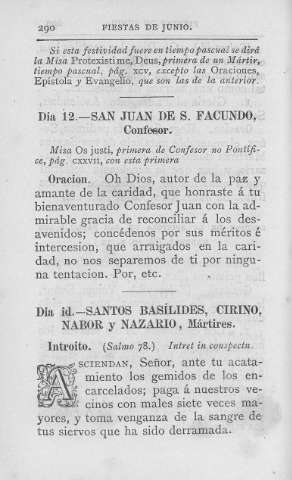 290 FIESTAS DE JUNIO.
Si esta festividad fuere en tiempo pascual se dirá
la Misa Protexisti me, Deus, primera de un Mártir,
tiempo pascual, pág. xcv, excepto las Oraciones,
Epístola y Evangelio, que son las de la anterior.
Dia 12.—SAN JUAN DE S. FACUNDO,
Confesor.
Misa Os justi, primera de Confesor no Pontífi-
ce, pág. cxxvii, con esta primera
Oracion. Oh Dios, autor de la paz y
amante de la caridad, que honraste á tu
bienaventurado Confesor Juan con la ad-
mirable gracia de reconciliar á los des-
avenidos; concédenos por sus méritos é
intercesion, que arraigados en la cari-
dad, no nos separemos de ti por ningu-
na tentacion. Por, etc.
Dia id.—SANTOS BASÍLIDES, CIRINO,
NABOR y NAZARIO, Mártires.
Introito. (Salmo 78.) Intret in conspectu.
ASCIENDAN, Señor, ante tu acata-
miento los gemidos de los en-
carcelados; paga á nuestros ve-
cinos con males siete veces ma-
yores, y toma venganza de la sangre de
tus siervos que ha sido derramada.